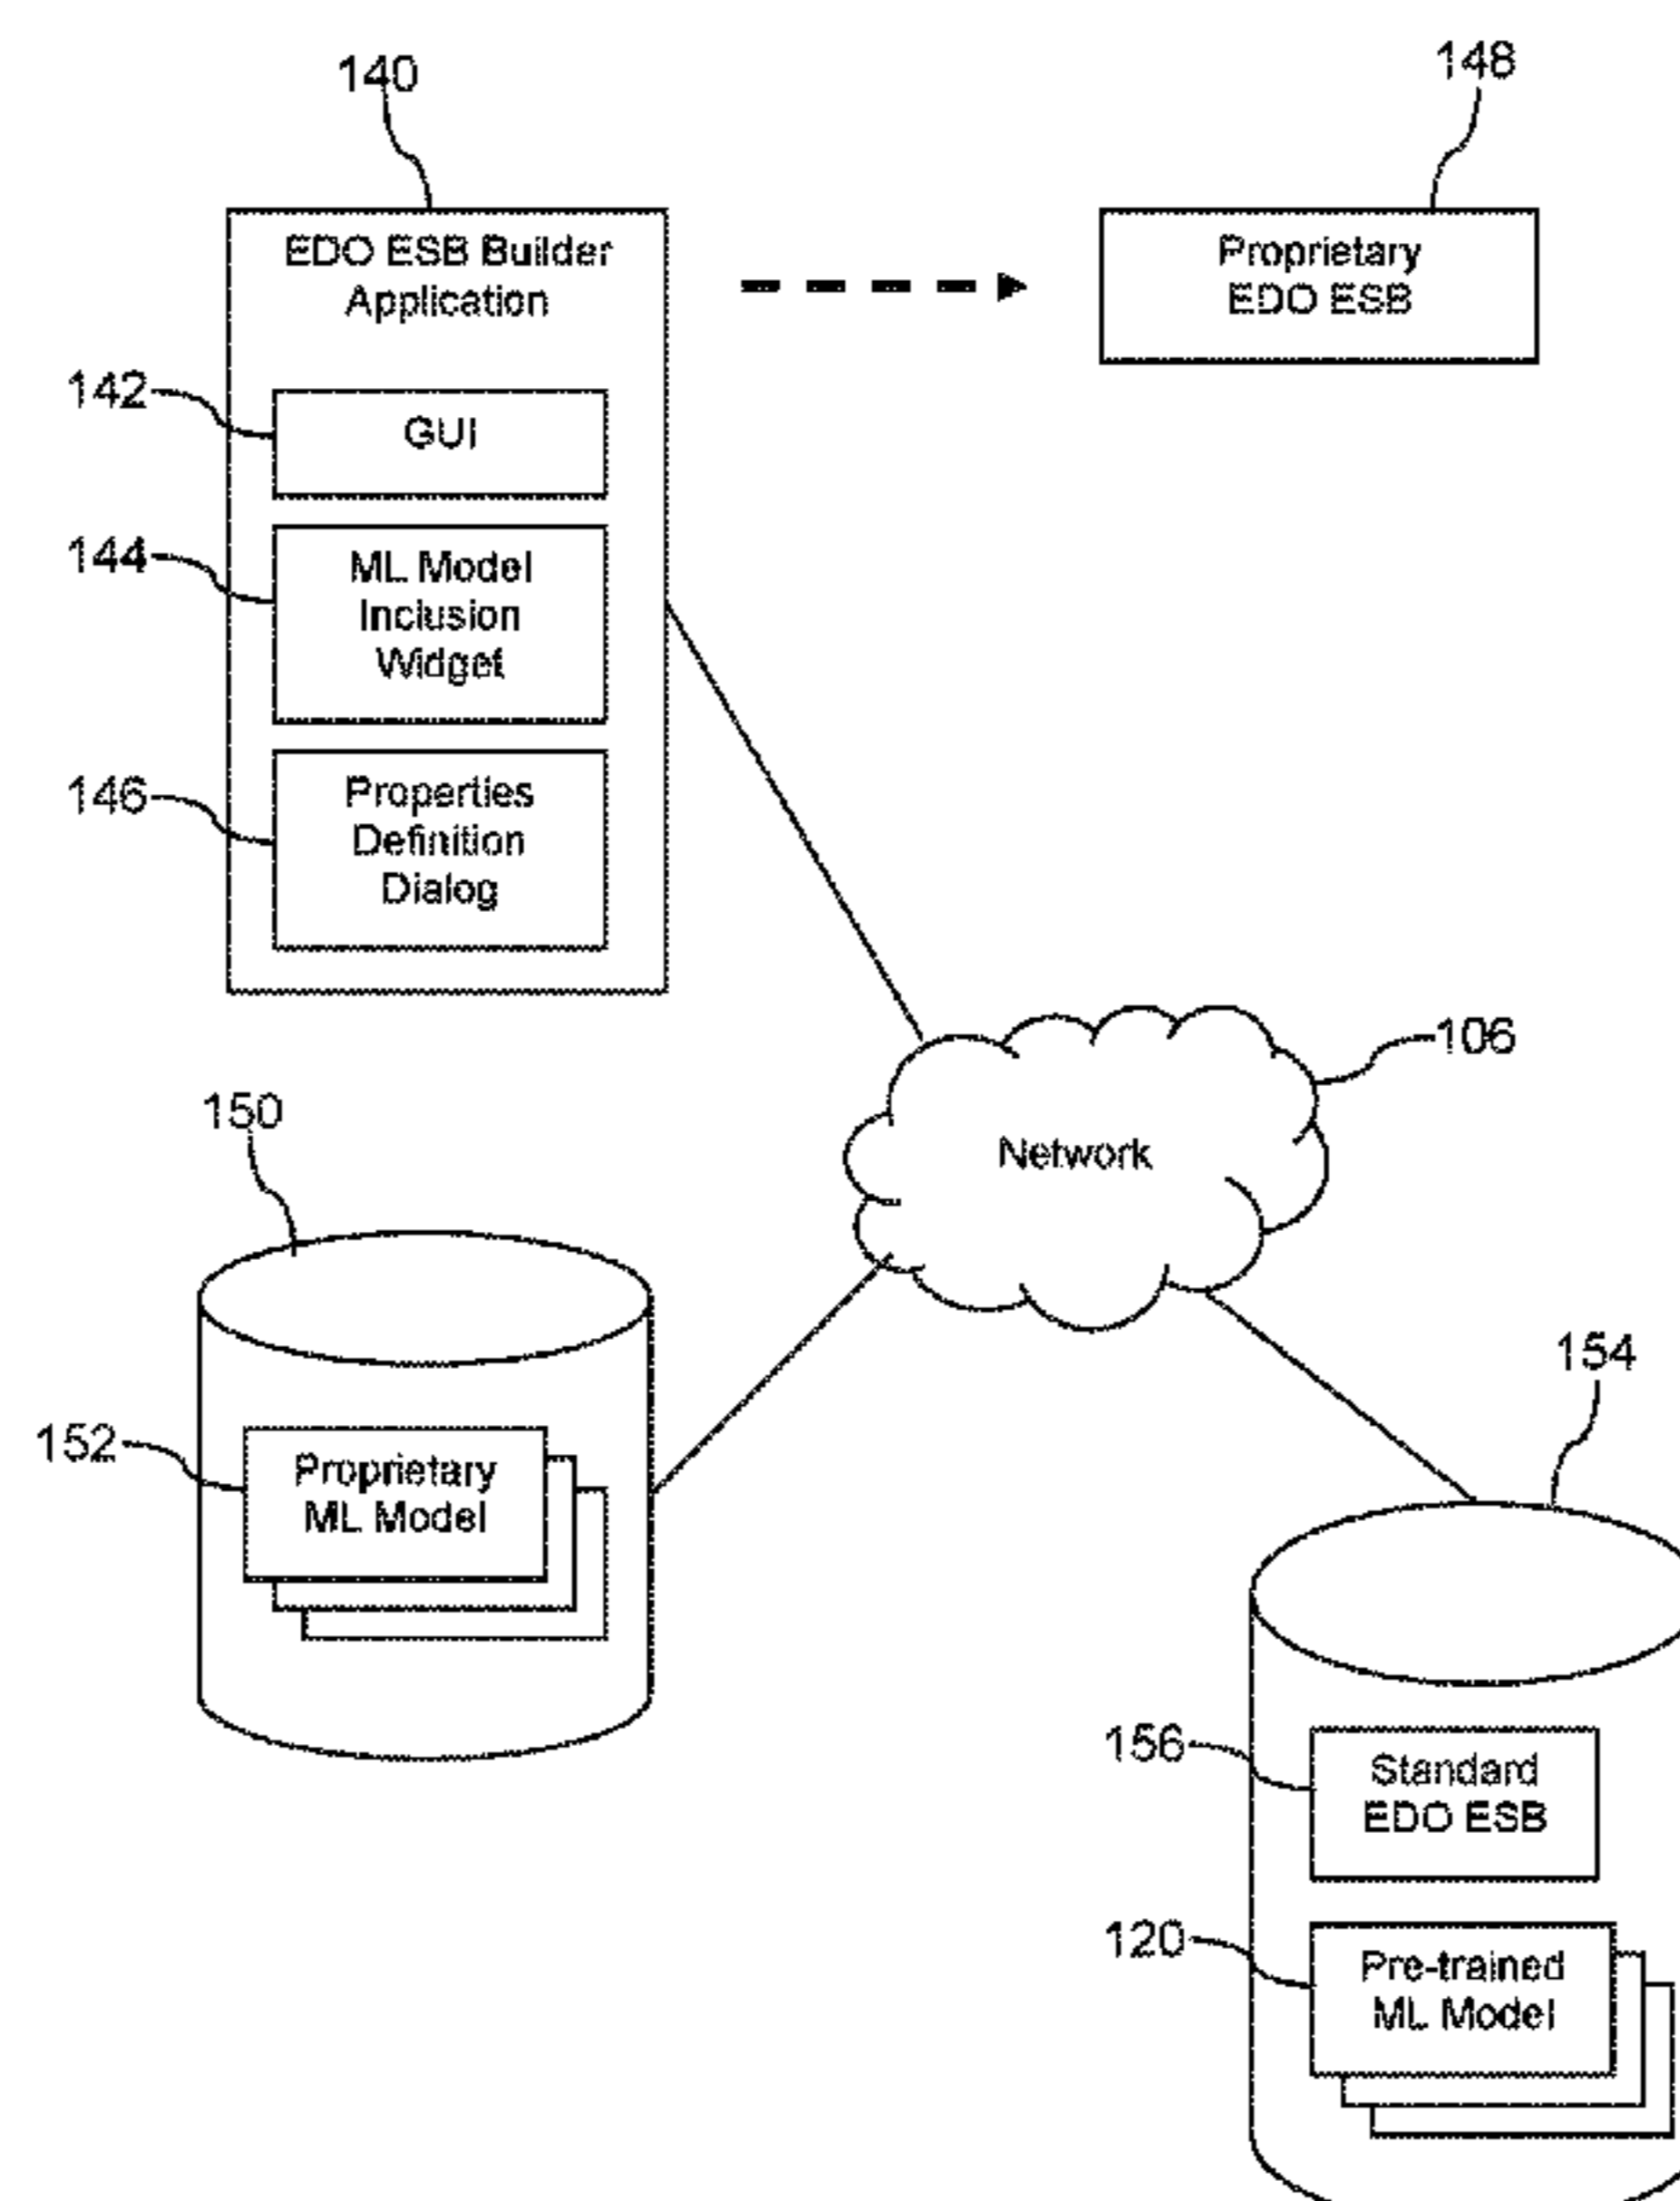 140
148
EDO ESB Builder
Application
Proprietary
EDO ESB
142
GUI
144
ML Model
Inclusion
Widget
146
Properties
Definition
Dialog
106
Network
150
154
152
Proprietary
ML Model
156
Standard
EDO ESB
120
Pre-trained
ML Model